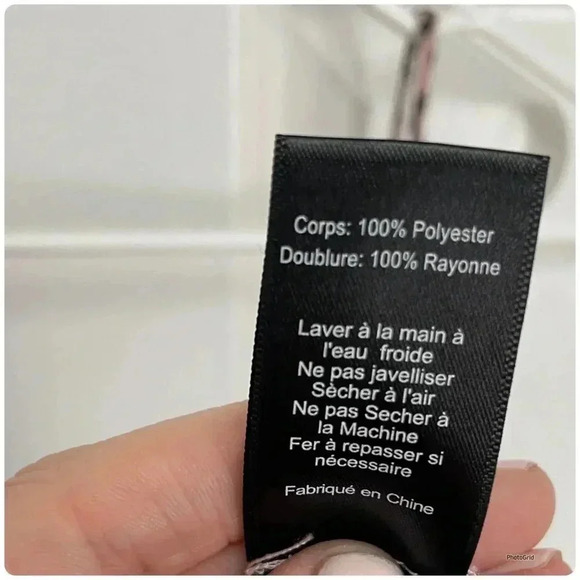 Corps: 100% Polyester
Doublure: 100% Rayonne
Laver à la main à
l'eau froide
Ne pas javelliser
Sècher à l'air
Ne pas Secher à
la Machine
Fer à repasser si
nécessaire
Fabriqué en Chine
PhotoGrid